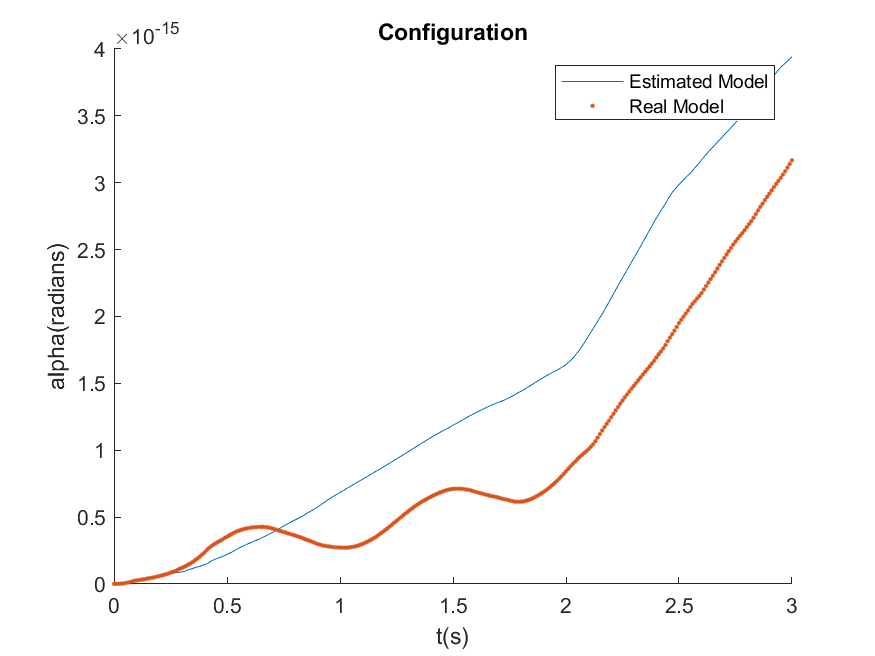 Configuration
×10-15
4
3.5
3
2.5
2
1.5
1
0.5
0
alpha(radians)
Estimated Model
Real Model
0 0.5 1 1.5 2 2.5 3
t(s)